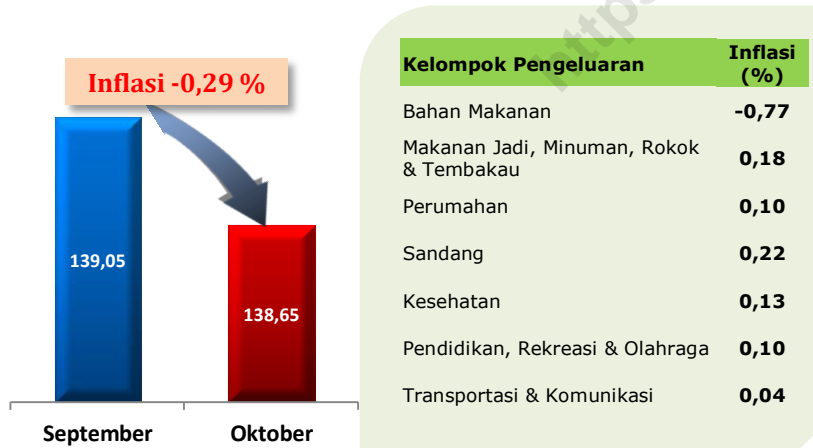 Inflasi -0,29 %
139,05
138,65
September Oktober
https
Kelompok Pengeluaran Inflasi (%)
Bahan Makanan -0,77
Makanan Jadi, Minuman, Rokok
& Tembakau 0,18
Perumahan 0,10
Sandang 0,22
Kesehatan 0,13
Pendidikan, Rekreasi & Olahraga 0,10
Transportasi & Komunikasi 0,04